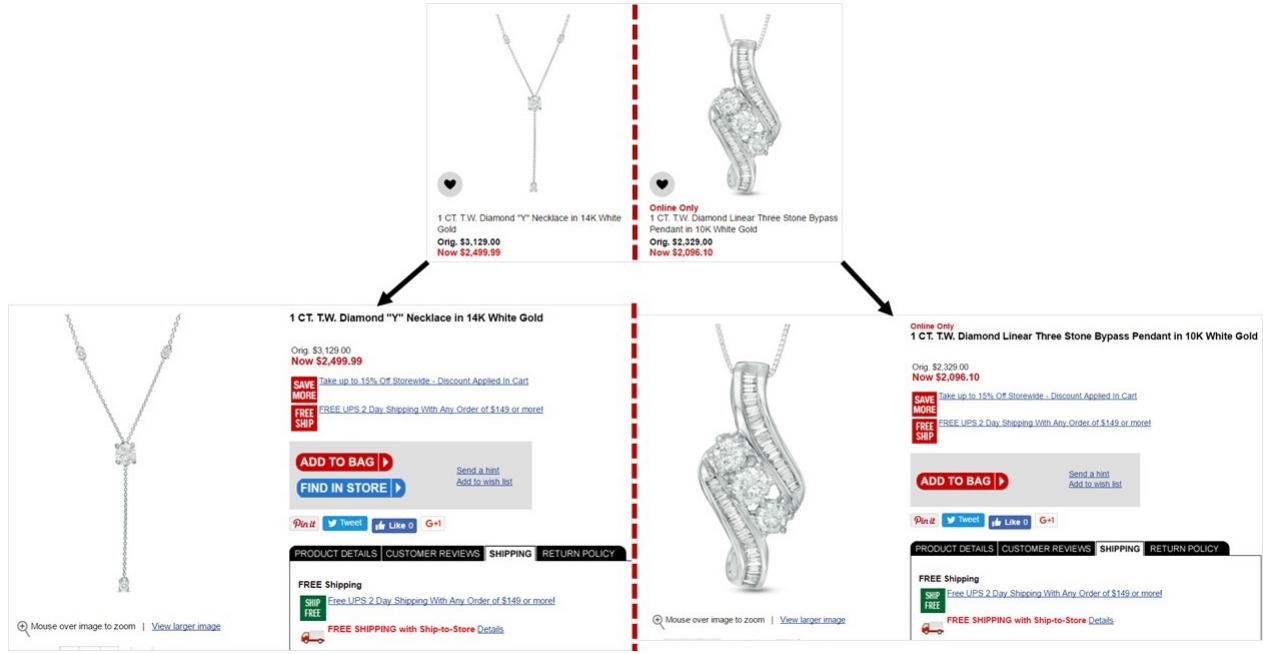 1 CT. T.W. Diamond "Y" Necklace in 14K White
Gold
Orig. $3,129.00
Now $2,499.99
Online Only
1 CT. T.W. Diamond Linear Three Stone Bypass
Pendant in 10K White Gold
Orig. $2,329.00
Now $2,096.10
1 CT. T.W. Diamond "Y" Necklace in 14K White Gold
Orig. $3,129.00
Now $2,499.99
SAVE
MORE
Take up to 15% Off Storewide - Discount Applied In Cart
FREE
SHIP
FREE UPS 2 Day Shipping With Any Order of $149 or more!
ADD TO BAG
FIND IN STORE
Send a hint
Add to wish list
Pin it
Tweet
Like 0
G+1
PRODUCT DETAILS
CUSTOMER REVIEWS
SHIPPING
RETURN POLICY
FREE Shipping
SHIP
FREE
Free UPS 2 Day Shipping With Any Order of $149 or more!
FREE SHIPPING with Ship-to-Store Details
Mouse over image to zoom | View larger image
Online Only
1 CT. T.W. Diamond Linear Three Stone Bypass Pendant in 10K White Gold
Orig. $2,329.00
Now $2,096.10
SAVE
MORE
Take up to 15% Off Storewide - Discount Applied In Cart
FREE
SHIP
FREE UPS 2 Day Shipping With Any Order of $149 or more!
ADD TO BAG
Send a hint
Add to wish list
Pin it
Tweet
Like 0
G+1
PRODUCT DETAILS
CUSTOMER REVIEWS
SHIPPING
RETURN POLICY
FREE Shipping
SHIP
FREE
Free UPS 2 Day Shipping With Any Order of $149 or more!
FREE SHIPPING with Ship-to-Store Details
Mouse over image to zoom | View larger image